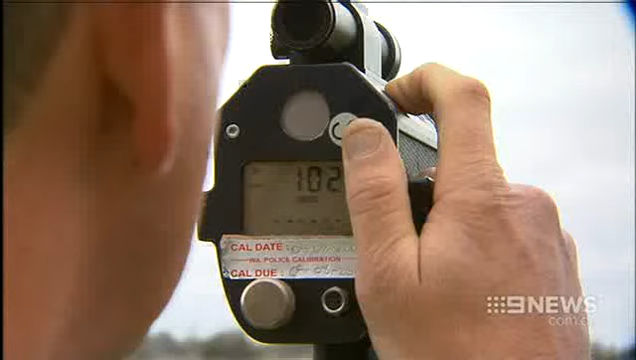 102
CAL DATE:
WA POLICE CALIBRATION
CAL DUE:
9NEWS
com.au